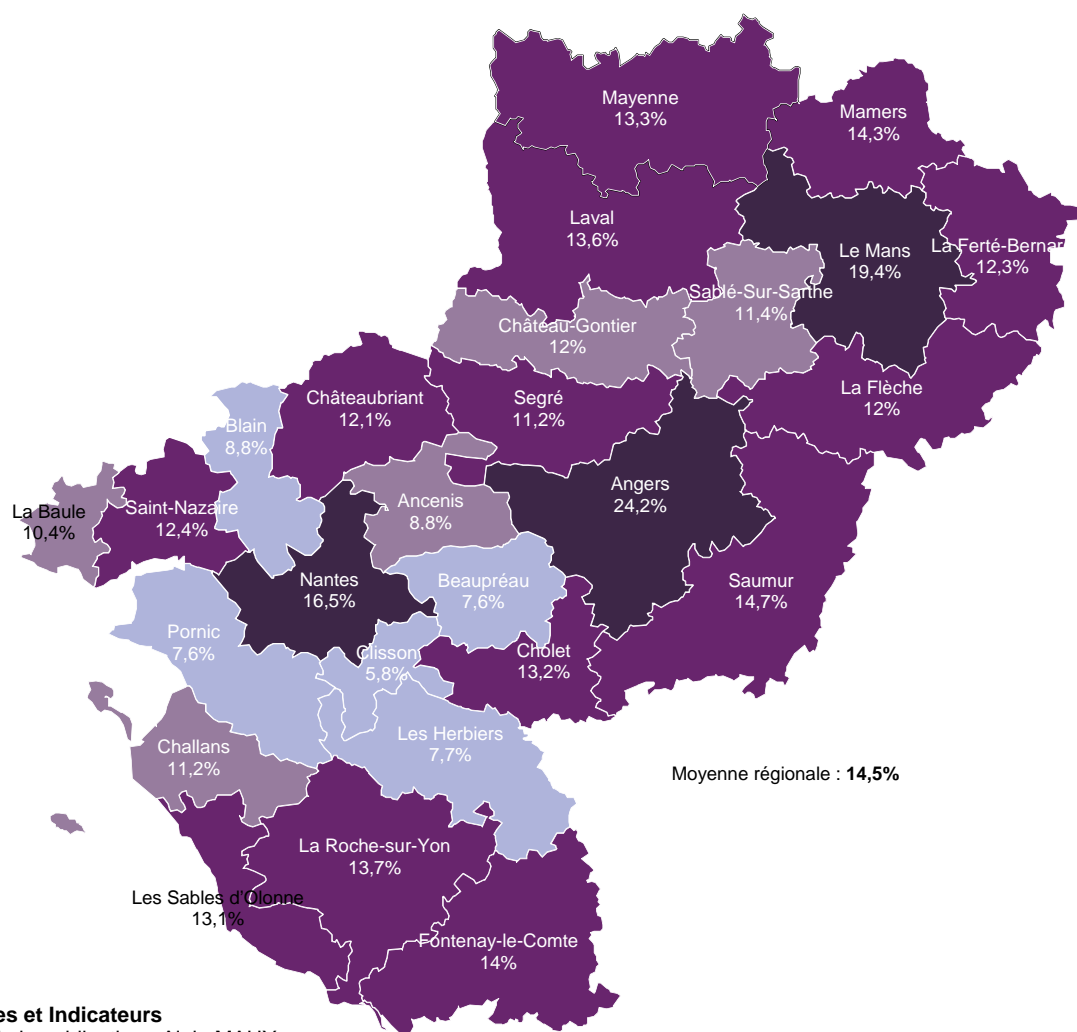 Mayenne
13,3%
Mamers
14,3%
Laval
13,6%
Le Mans
19,4%
La Ferté-Bernar
12,3%
Sablé-Sur-Sarthe
11,4%
Château-Gontier
12%
La Flèche
12%
Châteaubriant
12,1%
Segré
11,2%
Blain
8,8%
Angers
24,2%
Ancenis
8,8%
La Baule
10,4%
Saint-Nazaire
12,4%
Nantes
16,5%
Beaupréau
7,6%
Saumur
14,7%
Pornic
7,6%
Clisson
5,8%
Cholet
13,2%
Les Herbiers
7,7%
Challans
11,2%
Moyenne régionale : 14,5%
La Roche-sur-Yon
13,7%
Les Sables d'Olonne
13,1%
Fontenay-le-Comte
14%
es et Indicateurs